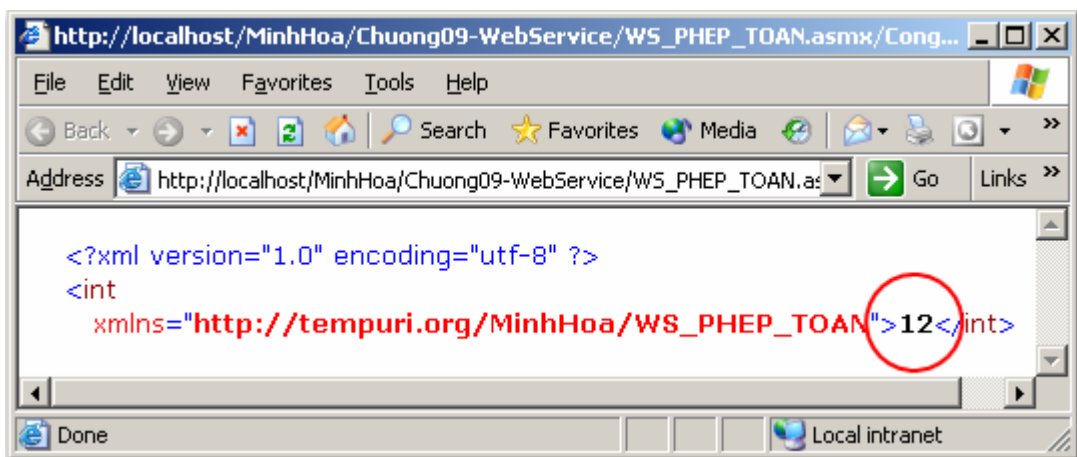 http://localhost/MinhHoa/Chuong09-WebService/WS_PHEP_TOAN.asmx/Cong...
File Edit View Favorites Tools Help
Back Search Favorites Media
Address http://localhost/MinhHoa/Chuong09-WebService/WS_PHEP_TOAN.as Go Links
<?xml version="1.0" encoding="utf-8" ?>
<int
xmlns="http://tempuri.org/MinhHoa/WS_PHEP_TOAN">12</int>
Done Local intranet